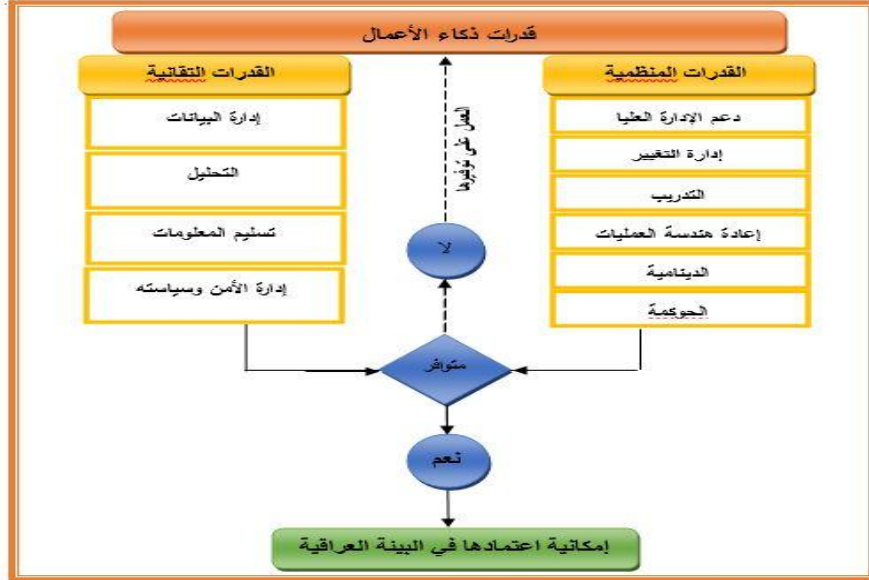 قدرات ذكاء الأعمال
القدرات المنظمية
دعم الإدارة العليا
إدارة التغيير
التدريب
إعادة هندسة العمليات
الدينامية
الحوكمة
القدرات التقانية
إدارة البيانات
التحليل
تسليم المعلومات
إدارة الأمن وسياسته
العمل على توفيرها
لا
متوافر
نعم
إمكانية اعتمادها في البيئة العراقية